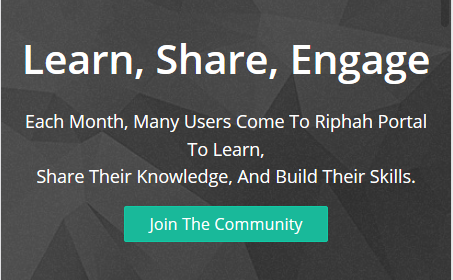 Learn, Share, Engage
Each Month, Many Users Come To Riphah Portal
To Learn,
Share Their Knowledge, And Build Their Skills.
Join The Community